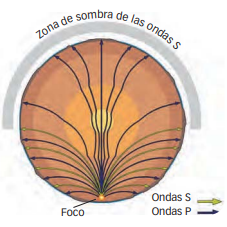 Zona de sombra de las ondas S
Foco
Ondas S
Ondas P